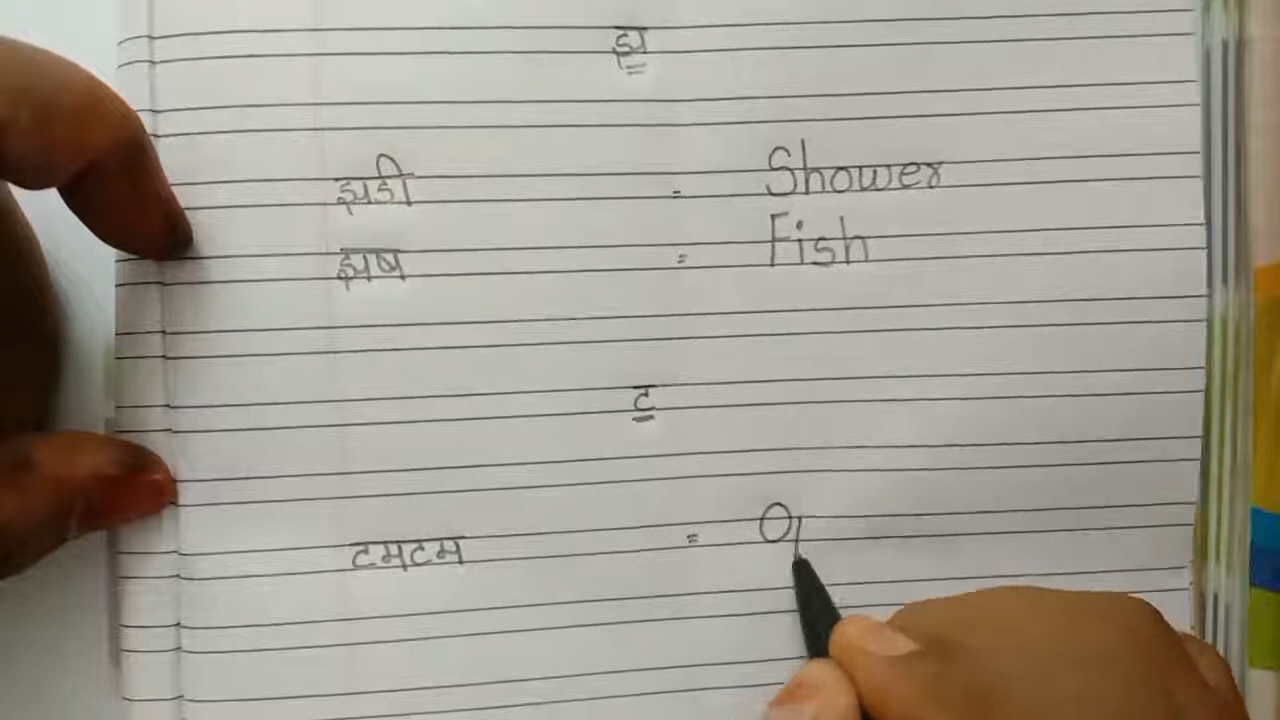 झ
झडी = Shower
झष = Fish
ट
टमटम = O